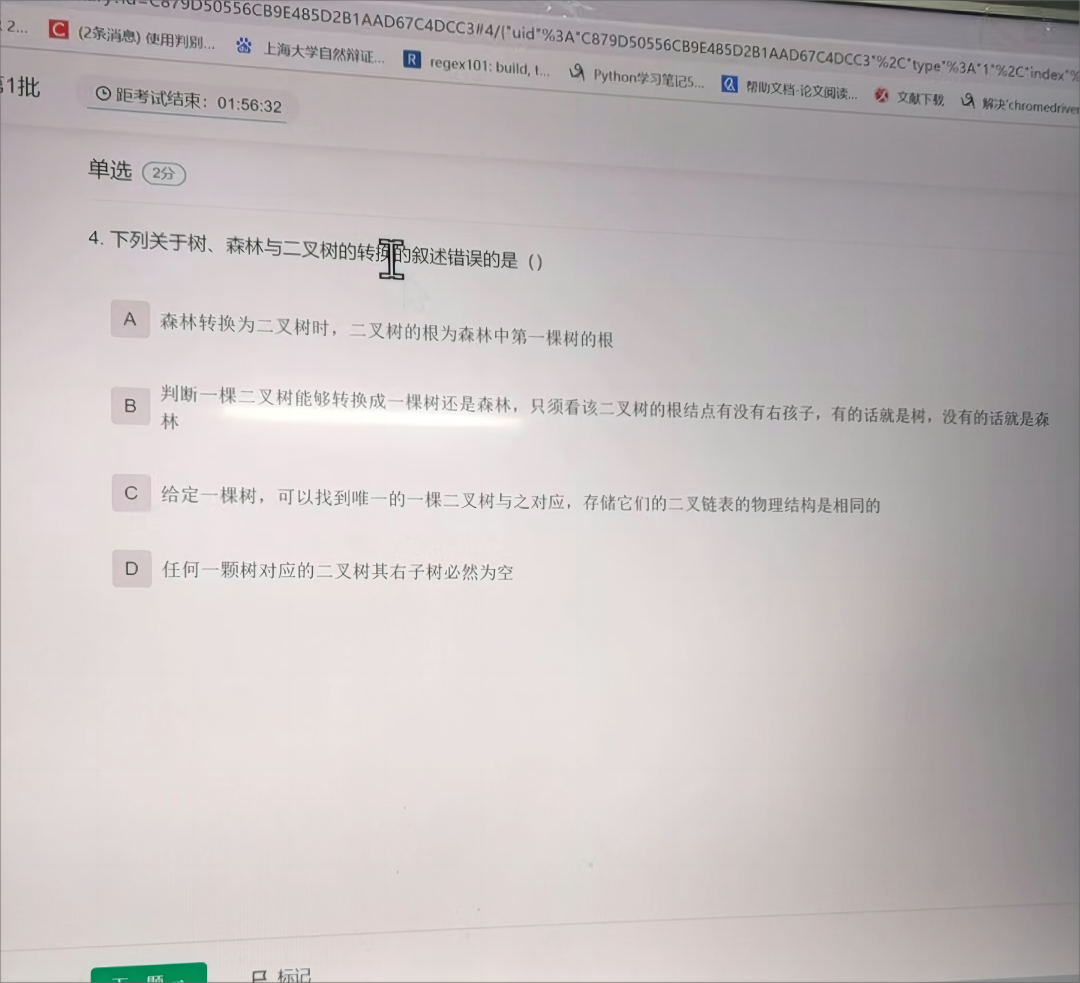 C879D50556CB9E485D2B1AAD67C4DCC3#4/{"uid"%3A"C879D50556CB9E485D2B1AAD67C4DCC3"%2C"type"%3A"1"%2C"index"%
2... (2条消息) 使用判别... 上海大学自然辩证... regex101: build, t... Python学习笔记5... 帮助文档-论文阅读... 文献下载 解决'chromedriver
第1批 距考试结束：01:56:32
单选 2分
4. 下列关于树、森林与二叉树的转换的叙述错误的是（）
A 森林转换为二叉树时，二叉树的根为森林中第一棵树的根
B 判断一棵二叉树能够转换成一棵树还是森林，只须看该二叉树的根结点有没有右孩子，有的话就是树，没有的话就是森
林
C 给定一棵树，可以找到唯一的一棵二叉树与之对应，存储它们的二叉链表的物理结构是相同的
D 任何一颗树对应的二叉树其右子树必然为空
标记